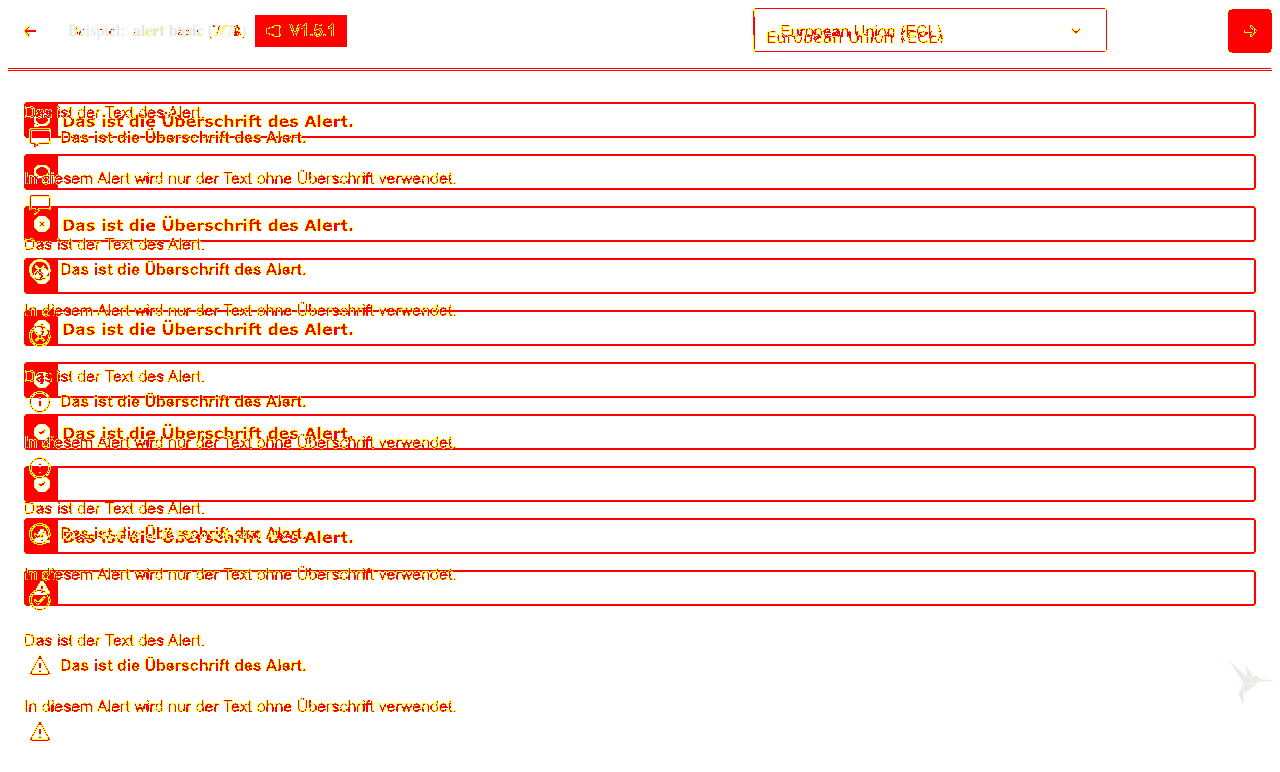 Beispiel: alert basic (7/7) V1.5.1
European Union (ECL)
European Union (ECL)
Das ist der Text des Alert.
Das ist die Überschrift des Alert.
Das ist die Überschrift des Alert.
In diesem Alert wird nur der Text ohne Überschrift verwendet.
Das ist die Überschrift des Alert.
Das ist der Text des Alert.
Das ist die Überschrift des Alert.
In diesem Alert wird nur der Text ohne Überschrift verwendet.
Das ist die Überschrift des Alert.
Das ist der Text des Alert.
Das ist die Überschrift des Alert.
Das ist die Überschrift des Alert.
In diesem Alert wird nur der Text ohne Überschrift verwendet.
Das ist der Text des Alert.
Das ist die Überschrift des Alert.
Das ist die Überschrift des Alert.
In diesem Alert wird nur der Text ohne Überschrift verwendet.
Das ist der Text des Alert.
Das ist die Überschrift des Alert.
In diesem Alert wird nur der Text ohne Überschrift verwendet.